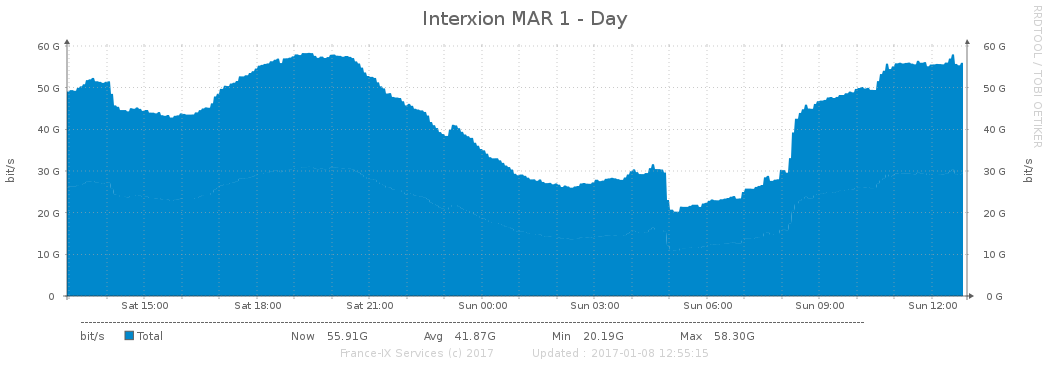 Interxion MAR 1 - Day
RRDTOOL / TOBI OETIKER
60 G 60 G
50 G 50 G
40 G 40 G
30 G 30 G
20 G 20 G
10 G 10 G
0 0 G
bit/s
bit/s
Sat 15:00 Sat 18:00 Sat 21:00 Sun 00:00 Sun 03:00 Sun 06:00 Sun 09:00 Sun 12:00
bit/s Total Now 55.91G Avg 41.87G Min 20.19G Max 58.30G
France-IX Services (c) 2017 Updated : 2017-01-08 12:55:15